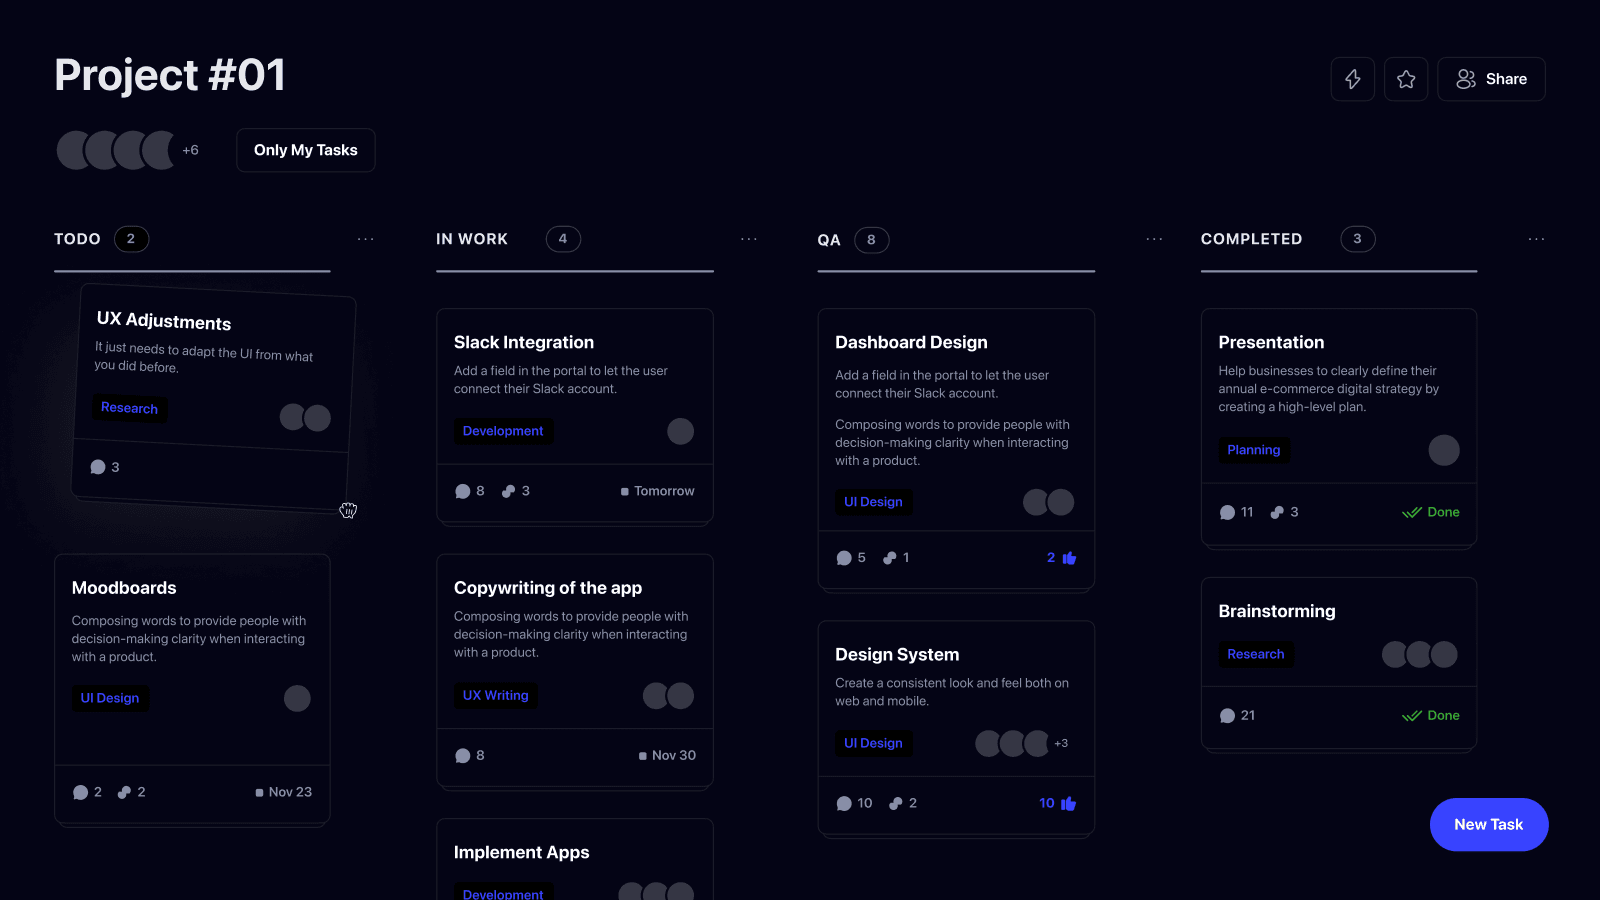 Project #01
Share
+6
Only My Tasks
TODO 2 ...
UX Adjustments
It just needs to adapt the UI from what
you did before.
Research
3
Moodboards
Composing words to provide people with
decision-making clarity when interacting
with a product.
UI Design
2 2 Nov 23
IN WORK 4 ...
Slack Integration
Add a field in the portal to let the user
connect their Slack account.
Development
8 3 Tomorrow
Copywriting of the app
Composing words to provide people with
decision-making clarity when interacting
with a product.
UX Writing
8 Nov 30
Implement Apps
Development
QA 8 ...
Dashboard Design
Add a field in the portal to let the user
connect their Slack account.
Composing words to provide people with
decision-making clarity when interacting
with a product.
UI Design
5 1 2
Design System
Create a consistent look and feel both on
web and mobile.
UI Design
+3
10 2 10
COMPLETED 3 ...
Presentation
Help businesses to clearly define their
annual e-commerce digital strategy by
creating a high-level plan.
Planning
11 3 Done
Brainstorming
Research
21 Done
New Task